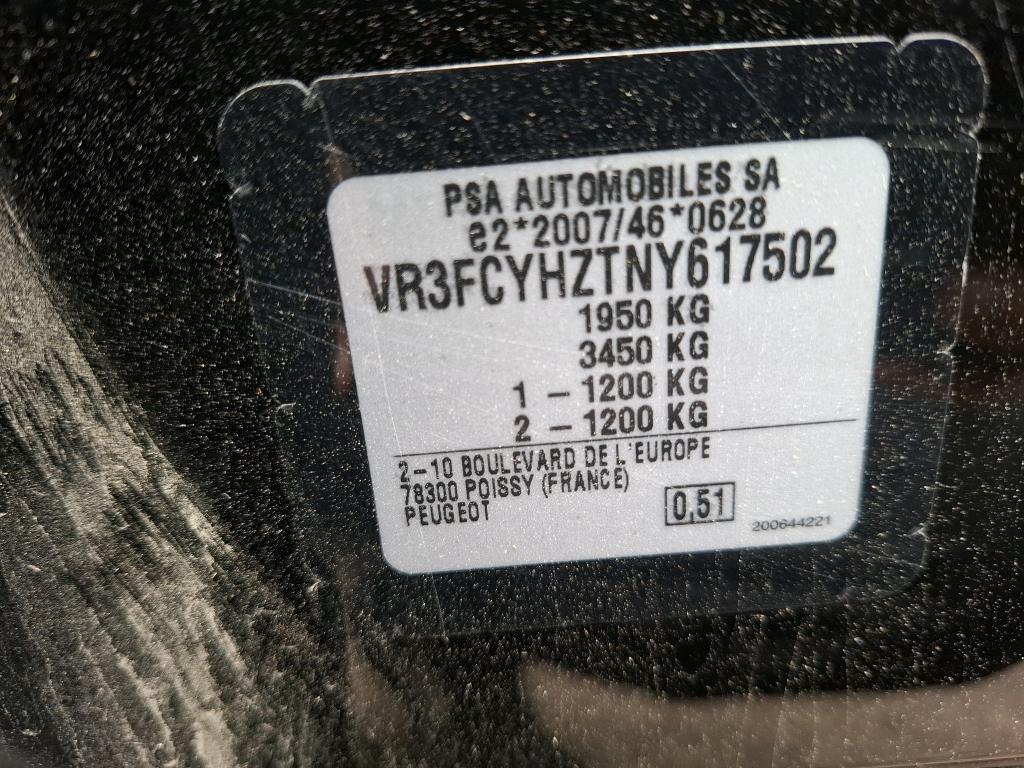 PSA AUTOMOBILES SA
e2*2007/46*0628
VR3FCYHZTNY617502
1950 KG
3450 KG
1 - 1200 KG
2 - 1200 KG
2-10 BOULEVARD DE L'EUROPE
78300 POISSY (FRANCE)
PEUGEOT
0,51
200644221